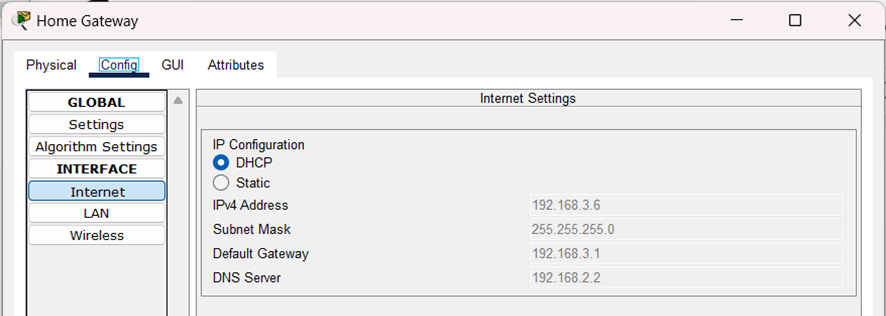 Home Gateway
Physical Config GUI Attributes
GLOBAL
Settings
Algorithm Settings
INTERFACE
Internet
LAN
Wireless
Internet Settings
IP Configuration
DHCP
Static
IPv4 Address 192.168.3.6
Subnet Mask 255.255.255.0
Default Gateway 192.168.3.1
DNS Server 192.168.2.2